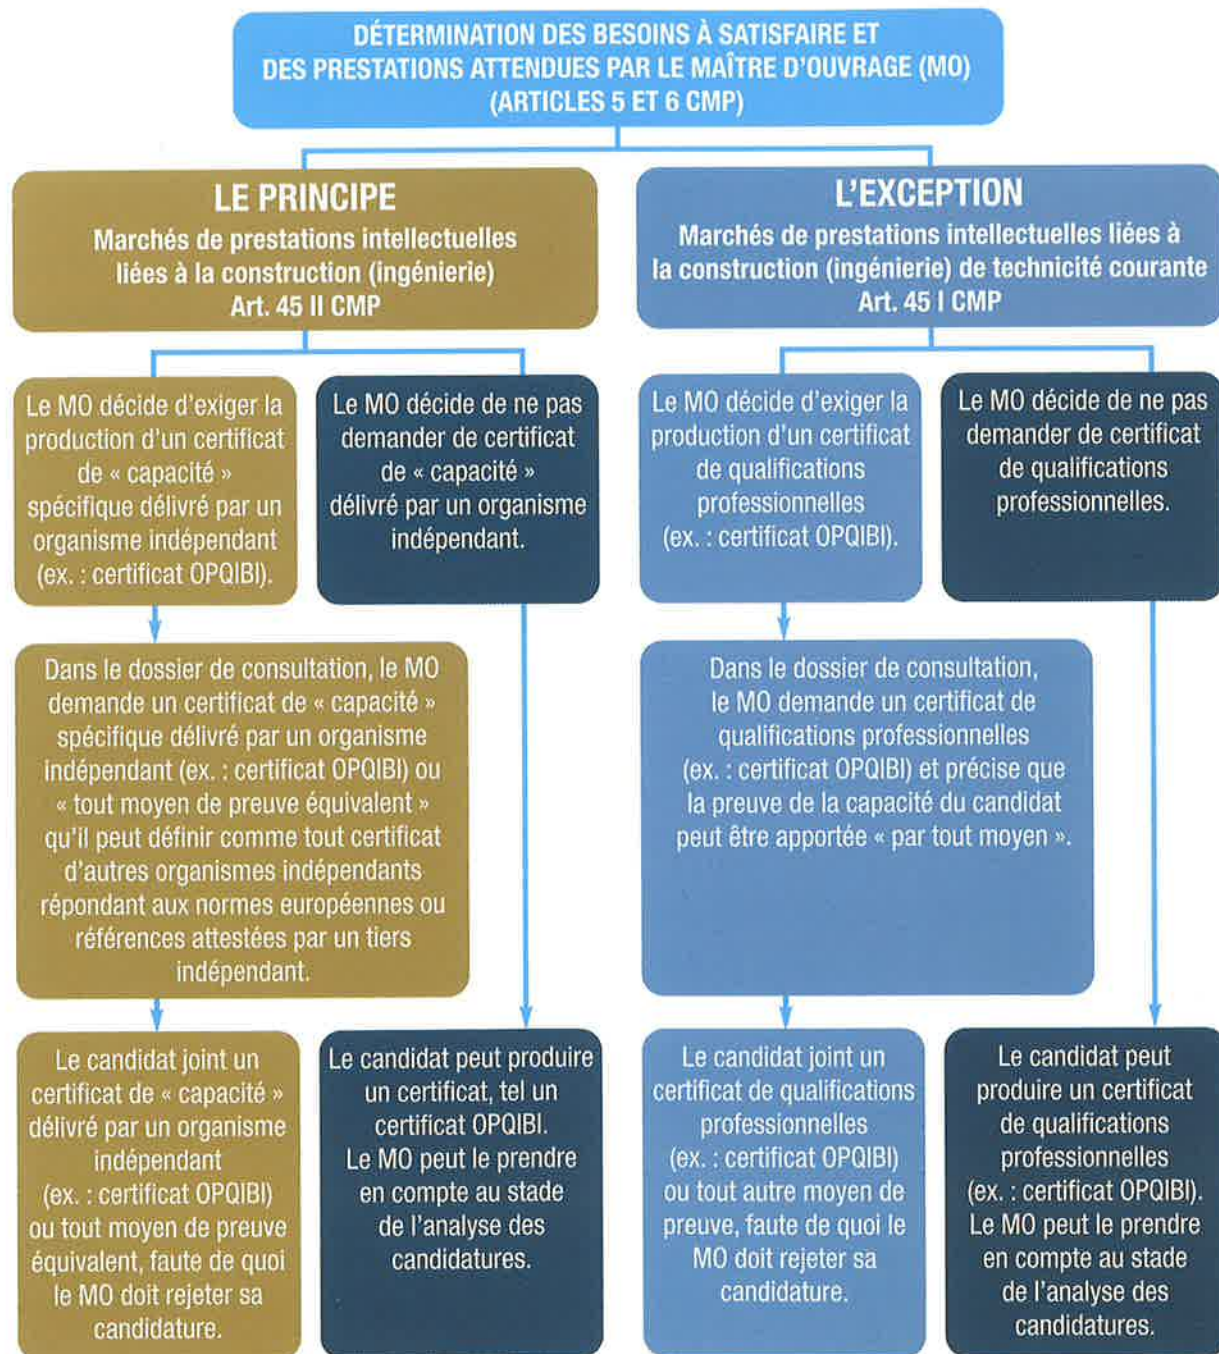 DÉTERMINATION DES BESOINS À SATISFAIRE ET
DES PRESTATIONS ATTENDUES PAR LE MAÎTRE D'OUVRAGE (MO)
(ARTICLES 5 ET 6 CMP)
LE PRINCIPE
Marchés de prestations intellectuelles
liées à la construction (ingénierie)
Art. 45 II CMP
L'EXCEPTION
Marchés de prestations intellectuelles liées à
la construction (ingénierie) de technicité courante
Art. 45 I CMP
Le MO décide d'exiger la
production d'un certificat
de « capacité »
spécifique délivré par un
organisme indépendant
(ex. : certificat OPQIBI).
Le MO décide de ne pas
demander de certificat
de « capacité »
délivré par un organisme
indépendant.
Le MO décide d'exiger la
production d'un certificat
de qualifications
professionnelles
(ex. : certificat OPQIBI).
Le MO décide de ne pas
demander de certificat
de qualifications
professionnelles.
Dans le dossier de consultation, le MO
demande un certificat de « capacité »
spécifique délivré par un organisme
indépendant (ex. : certificat OPQIBI) ou
« tout moyen de preuve équivalent »
qu'il peut définir comme tout certificat
d'autres organismes indépendants
répondant aux normes européennes ou
références attestées par un tiers
indépendant.
Dans le dossier de consultation,
le MO demande un certificat de
qualifications professionnelles
(ex. : certificat OPQIBI) et précise que
la preuve de la capacité du candidat
peut être apportée « par tout moyen ».
Le candidat joint un
certificat de « capacité »
délivré par un organisme
indépendant
(ex. : certificat OPQIBI)
ou tout moyen de preuve
équivalent, faute de quoi
le MO doit rejeter sa
candidature.
Le candidat peut produire
un certificat, tel un
certificat OPQIBI.
Le MO peut le prendre
en compte au stade
de l'analyse des
candidatures.
Le candidat joint un
certificat de qualifications
professionnelles
(ex. : certificat OPQIBI)
ou tout autre moyen de
preuve, faute de quoi le
MO doit rejeter sa
candidature.
Le candidat peut
produire un certificat
de qualifications
professionnelles
(ex. : certificat OPQIBI).
Le MO peut le prendre
en compte au stade
de l'analyse des
candidatures.